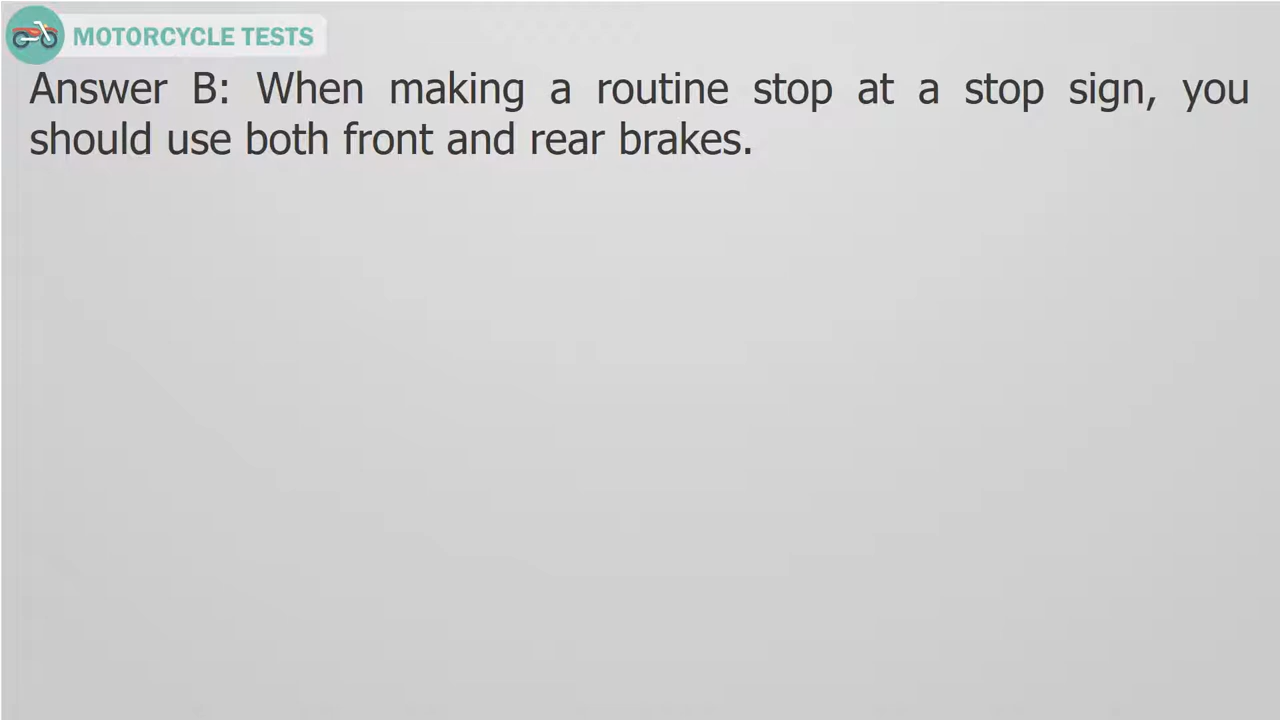 MOTORCYCLE TESTS
Answer B: When making a routine stop at a stop sign, you
should use both front and rear brakes.